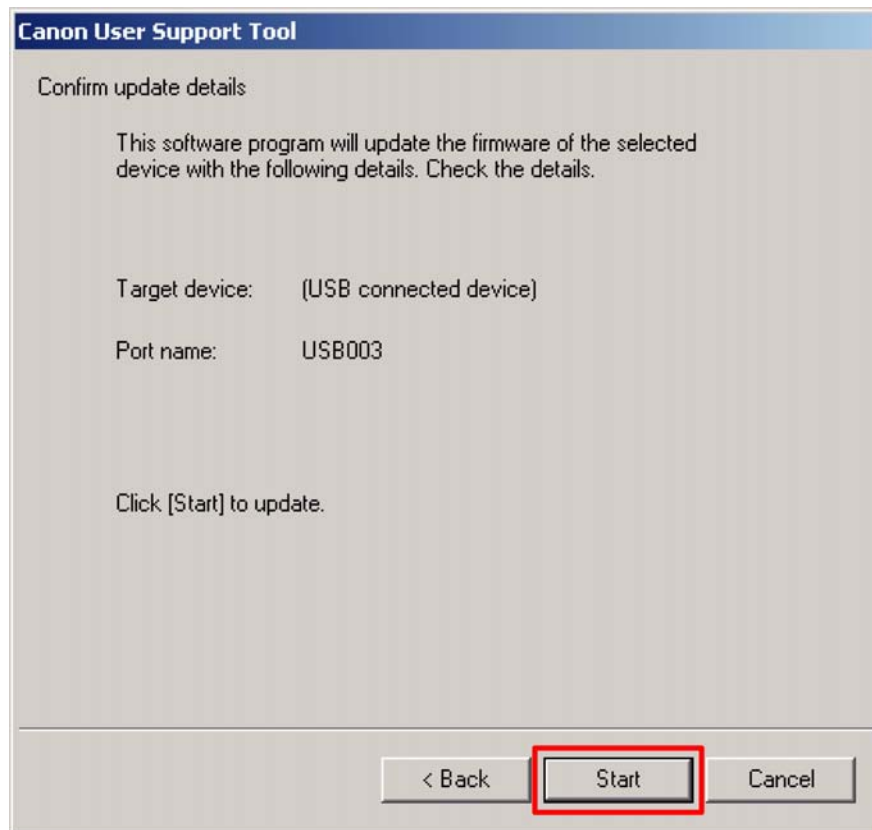 Canon User Support Tool
Confirm update details
This software program will update the firmware of the selected
device with the following details. Check the details.
Target device: (USB connected device)
Port name: USB003
Click [Start] to update.
< Back Start Cancel